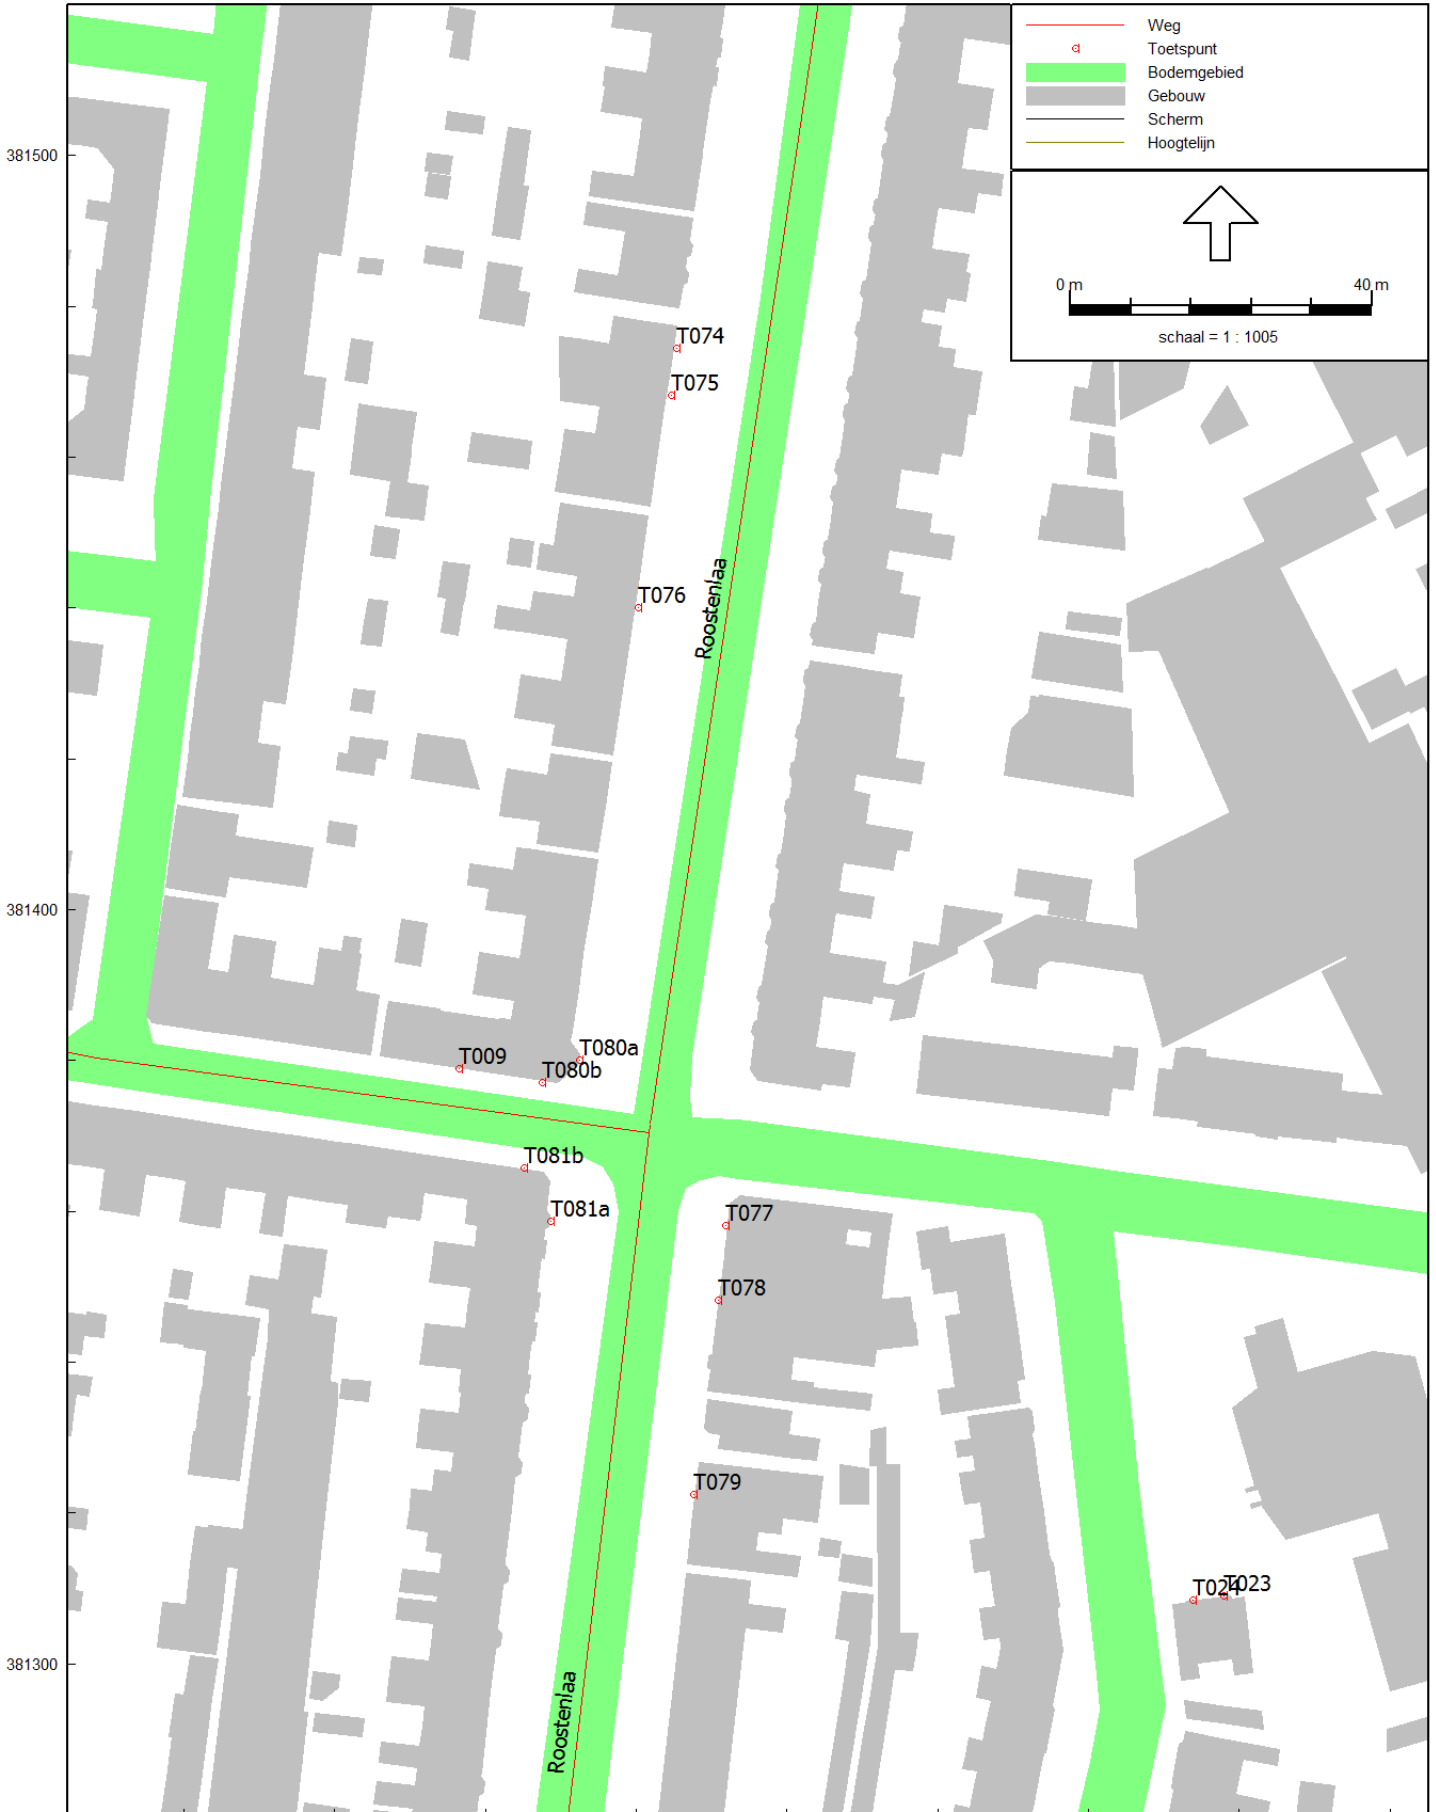 Weg
Toetspunt
Bodemgebied
Gebouw
Scherm
Hoogtelijn
381500
0 m 40 m
schaal = 1 : 1005
T074
T075
T076
Roostenlaa
381400
T080a
T009
T080b
T081b
T081a
T077
T078
T079
T024
T023
381300
Roostenlaa